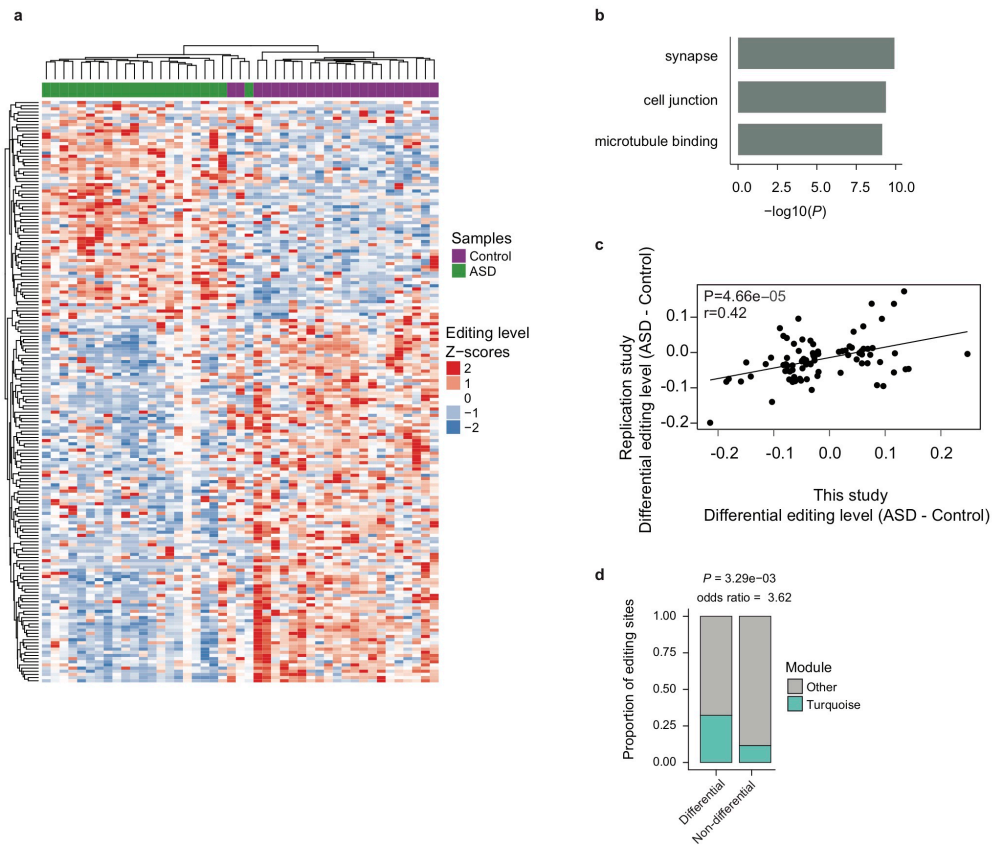 a
Samples
Control
ASD
Editing level
Z−scores
2
1
0
−1
−2
b
synapse
cell junction
microtubule binding
0.0 2.5 5.0 7.5 10.0
−log10(P)
c
P=4.66e−05
r=0.42
Replication study
Differential editing level (ASD - Control)
0.1
0.0
-0.1
-0.2
-0.2 -0.1 0.0 0.1 0.2
This study
Differential editing level (ASD - Control)
d
P = 3.29e−03
odds ratio = 3.62
Proportion of editing sites
1.00
0.75
0.50
0.25
0.00
Differential
Non-differential
Module
Other
Turquoise